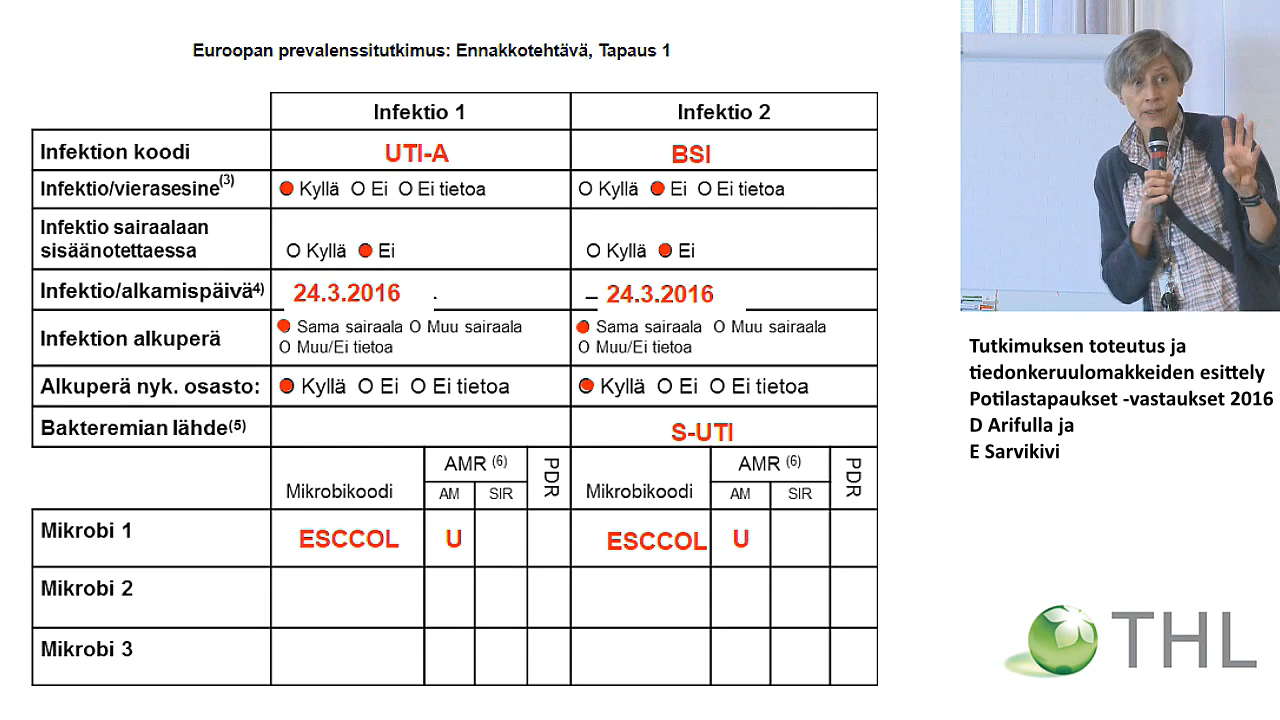 Euroopan prevalenssitutkimus: Ennakkotehtävä, Tapaus 1
Infektio 1 Infektio 2
Infektion koodi UTI-A BSI
Infektio/vierasesine(3) Kyllä O Ei O Ei tietoa O Kyllä Ei O Ei tietoa
Infektio sairaalaan
sisäänotettaessa O Kyllä Ei O Kyllä Ei
Infektio/alkamispäivä4) 24.3.2016 . – 24.3.2016
Infektion alkuperä Sama sairaala O Muu sairaala Sama sairaala O Muu sairaala
O Muu/Ei tietoa O Muu/Ei tietoa
Alkuperä nyk. osasto: Kyllä O Ei O Ei tietoa Kyllä O Ei O Ei tietoa
Bakteremian lähde(5) S-UTI
Mikrobikoodi AMR (6) PDR Mikrobikoodi AMR (6) PDR
AM SIR AM SIR
Mikrobi 1 ESCCOL U ESCCOL U
Mikrobi 2
Mikrobi 3
Tutkimuksen toteutus ja
tiedonkeruulomakkeiden esittely
Potilastapaukset -vastaukset 2016
D Arifulla ja
E Sarvikivi
THL